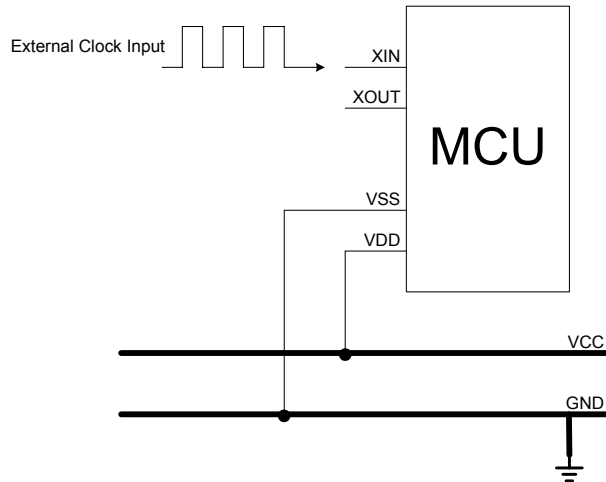 External Clock Input
XIN
XOUT
MCU
VSS
VDD
VCC
GND